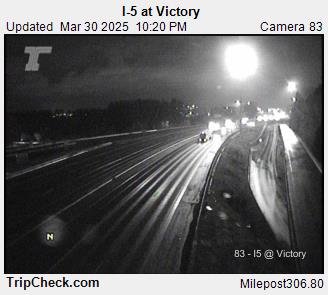 I-5 at Victory
Updated  Mar 30 2025  10:20 PM
Camera 83
T
N
83 - I5 @ Victory
TripCheck.com
Milepost306.80